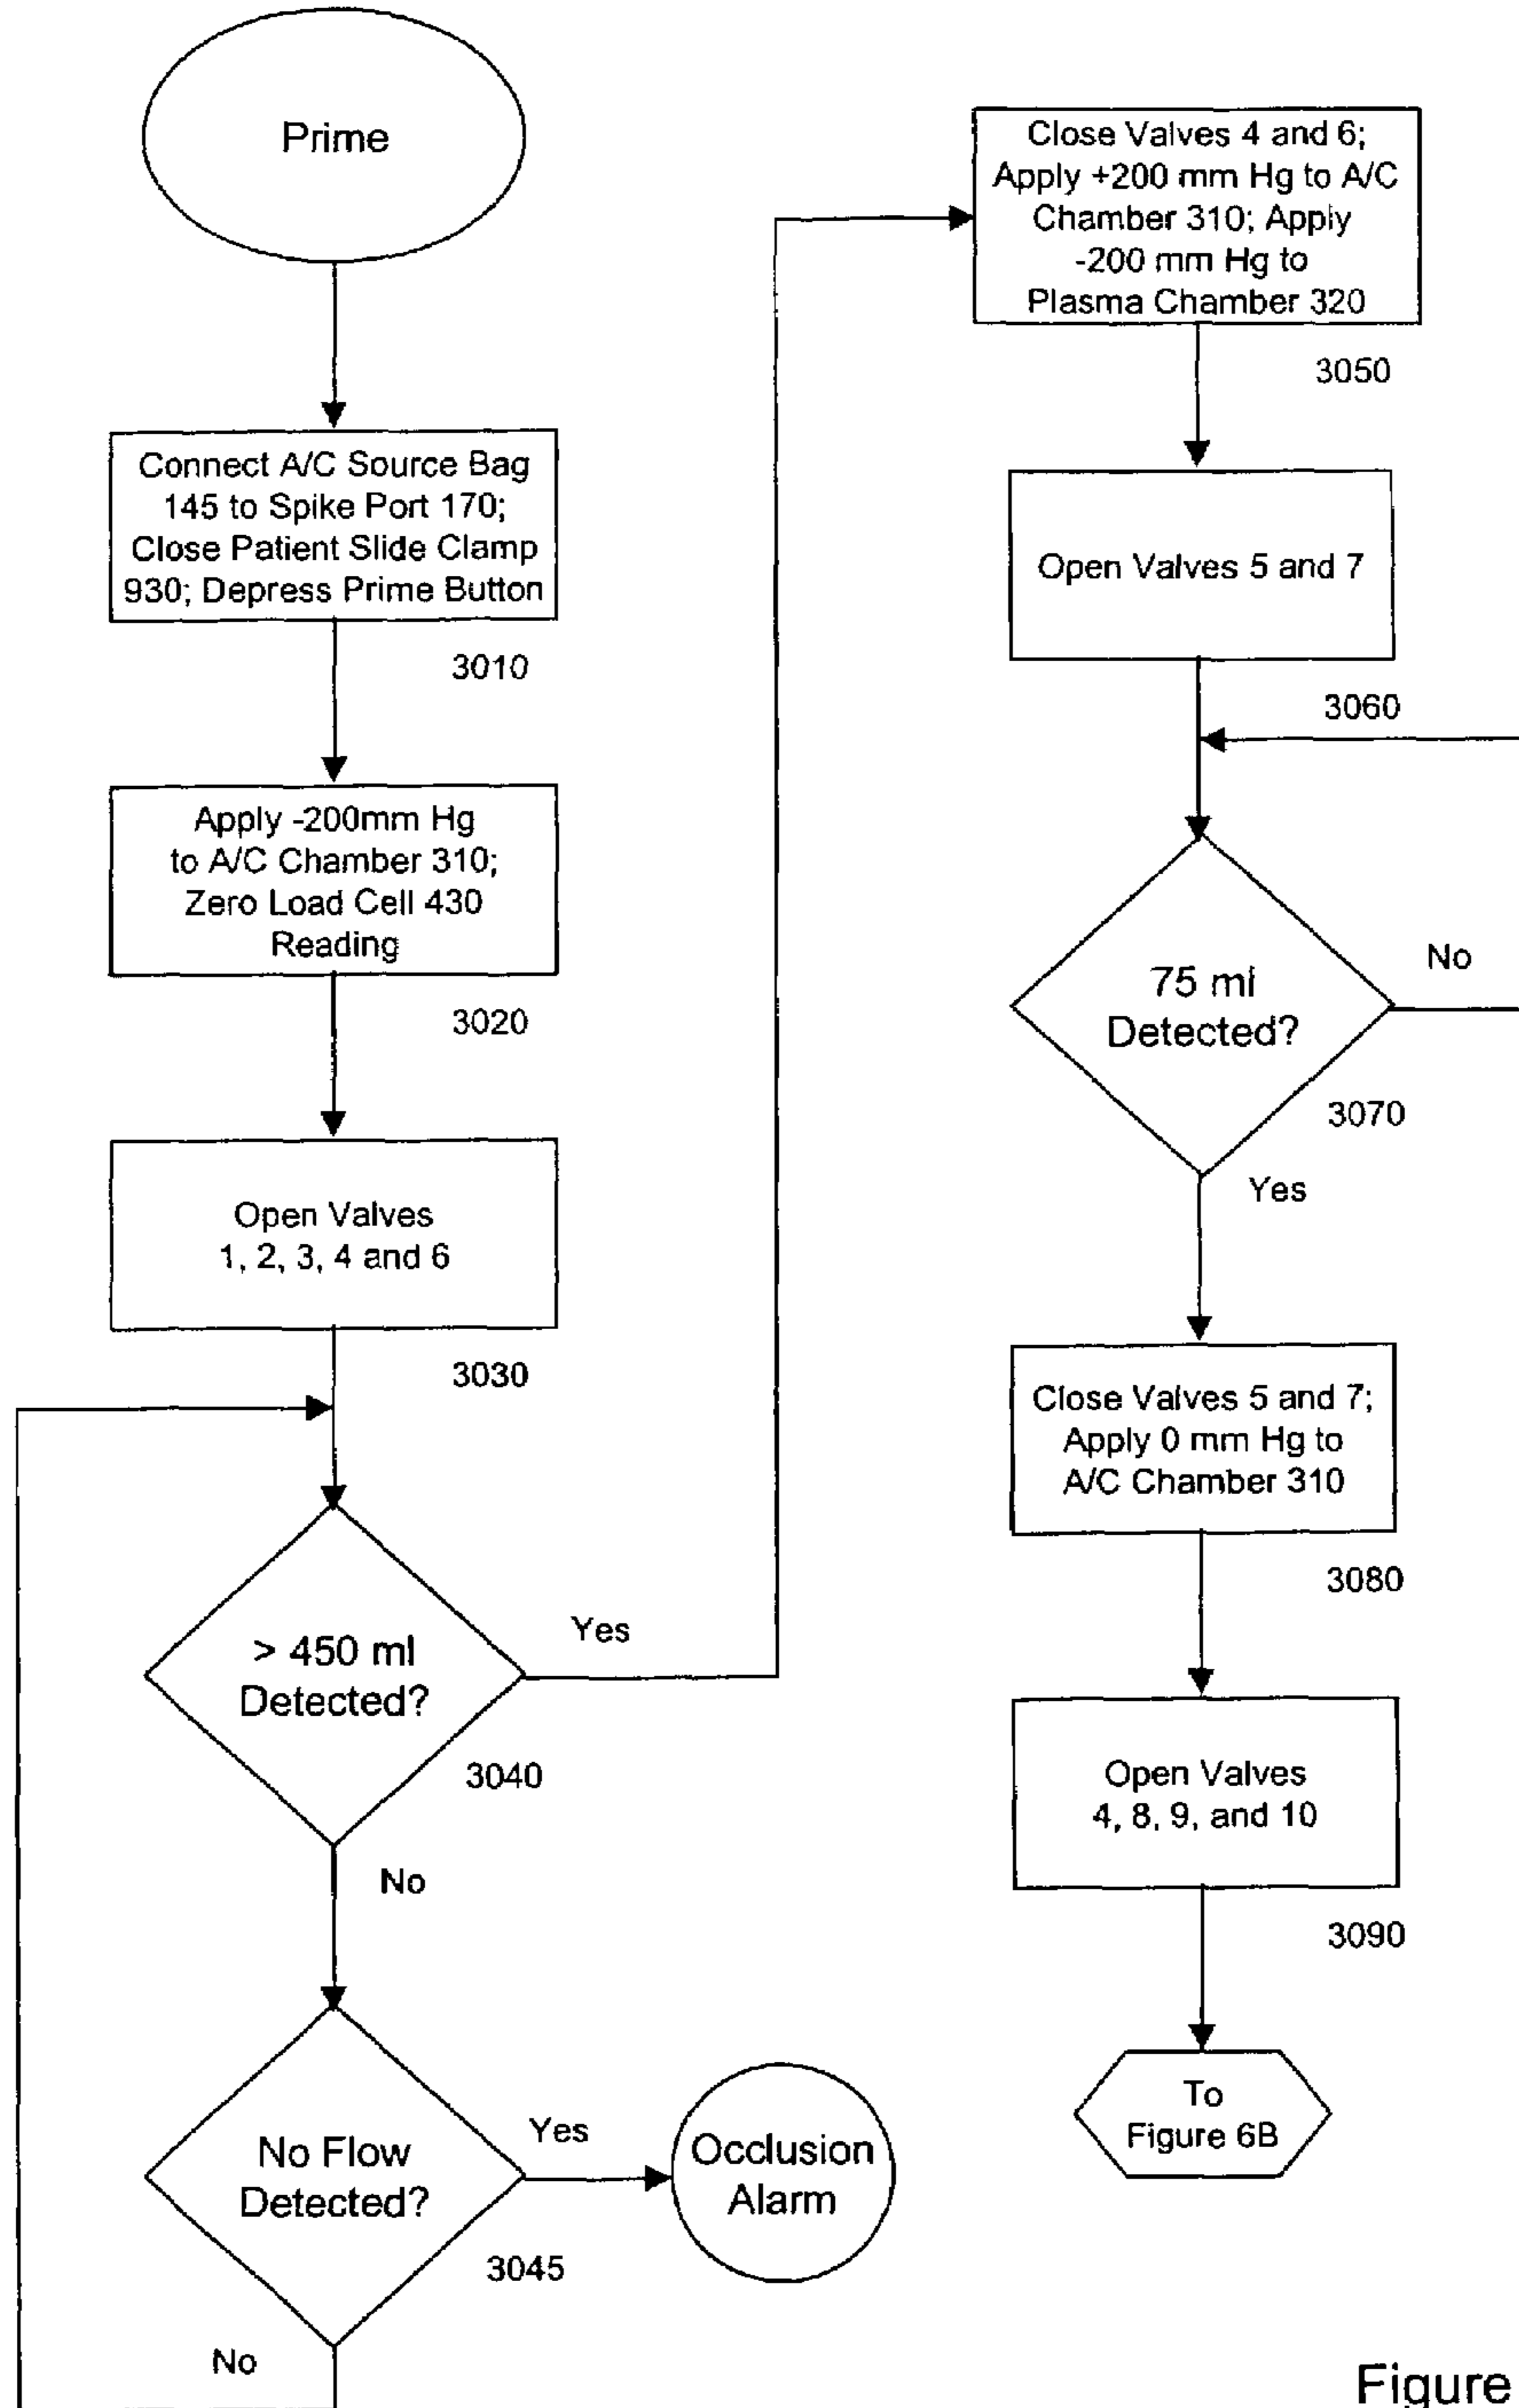 Prime
Connect A/C Source Bag
145 to Spike Port 170;
Close Patient Slide Clamp
930; Depress Prime Button
3010
Apply -200mm Hg
to A/C Chamber 310;
Zero Load Cell 430
Reading
3020
Open Valves
1, 2, 3, 4 and 6
3030
> 450 ml
Detected?
Yes
3040
No
No Flow
Detected?
Yes
3045
No
Occlusion
Alarm
Close Valves 4 and 6;
Apply +200 mm Hg to A/C
Chamber 310; Apply
-200 mm Hg to
Plasma Chamber 320
3050
Open Valves 5 and 7
3060
75 ml
Detected?
No
3070
Yes
Close Valves 5 and 7;
Apply 0 mm Hg to
A/C Chamber 310
3080
Open Valves
4, 8, 9, and 10
3090
To
Figure 6B
Figure